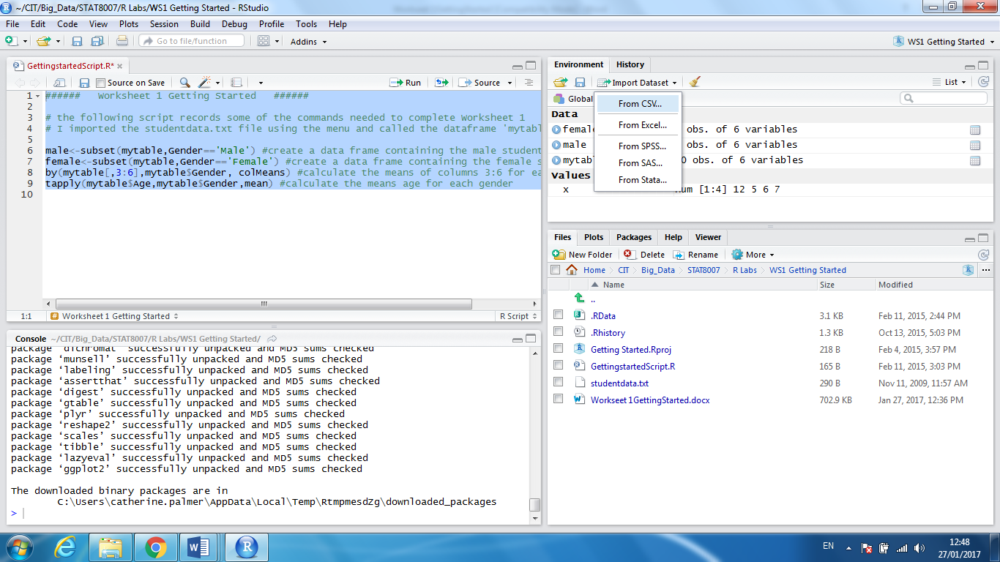 ~/CIT/Big_Data/STAT8007/R Labs/WS1 Getting Started - RStudio
File Edit Code View Plots Session Build Debug Profile Tools Help
Go to file/function Addins WS1 Getting Started
GettingstartedScript.R*
Source on Save Run Source
1 ###### Worksheet 1 Getting Started ######
2
3 # the following script records some of the commands needed to complete Worksheet 1
4 # I imported the studentdata.txt file using the menu and called the dataframe 'mytabl
5
6 male<-subset(mytable,Gender=='Male') #create a data frame containing the male student
7 female<-subset(mytable,Gender=='Female') #create a data frame containing the female s
8 by(mytable[,3:6],mytable$Gender, colMeans) #calculate the means of columns 3:6 for ea
9 tapply(mytable$Age,mytable$Gender,mean) #calculate the means age for each gender
10
1:1 Worksheet 1 Getting Started R Script
Console ~/CIT/Big_Data/STAT8007/R Labs/WS1 Getting Started/
package ‘dichromat’ successfully unpacked and MD5 sums checked
package ‘munsell’ successfully unpacked and MD5 sums checked
package ‘labeling’ successfully unpacked and MD5 sums checked
package ‘assertthat’ successfully unpacked and MD5 sums checked
package ‘digest’ successfully unpacked and MD5 sums checked
package ‘gtable’ successfully unpacked and MD5 sums checked
package ‘plyr’ successfully unpacked and MD5 sums checked
package ‘reshape2’ successfully unpacked and MD5 sums checked
package ‘scales’ successfully unpacked and MD5 sums checked
package ‘tibble’ successfully unpacked and MD5 sums checked
package ‘lazyeval’ successfully unpacked and MD5 sums checked
package ‘ggplot2’ successfully unpacked and MD5 sums checked
The downloaded binary packages are in
C:\Users\catherine.palmer\AppData\Local\Temp\RtmpmesdZg\downloaded_packages
>
Environment History
Import Dataset List
Global
From CSV...
From Excel...
From SPSS...
From SAS...
From Stata...
Data
female obs. of 6 variables
male obs. of 6 variables
mytabl 0 obs. of 6 variables
Values
x num [1:4] 12 5 6 7
Files Plots Packages Help Viewer
New Folder Delete Rename More
Home CIT Big_Data STAT8007 R Labs WS1 Getting Started ...
Name Size Modified
..
.RData 3.1 KB Feb 11, 2015, 2:44 PM
.Rhistory 1.3 KB Oct 13, 2015, 5:03 PM
Getting Started.Rproj 218 B Feb 4, 2015, 3:57 PM
GettingstartedScript.R 165 B Feb 11, 2015, 3:03 PM
studentdata.txt 290 B Nov 11, 2009, 11:57 AM
Workseet 1GettingStarted.docx 702.9 KB Jan 27, 2017, 12:36 PM
EN 12:48
27/01/2017